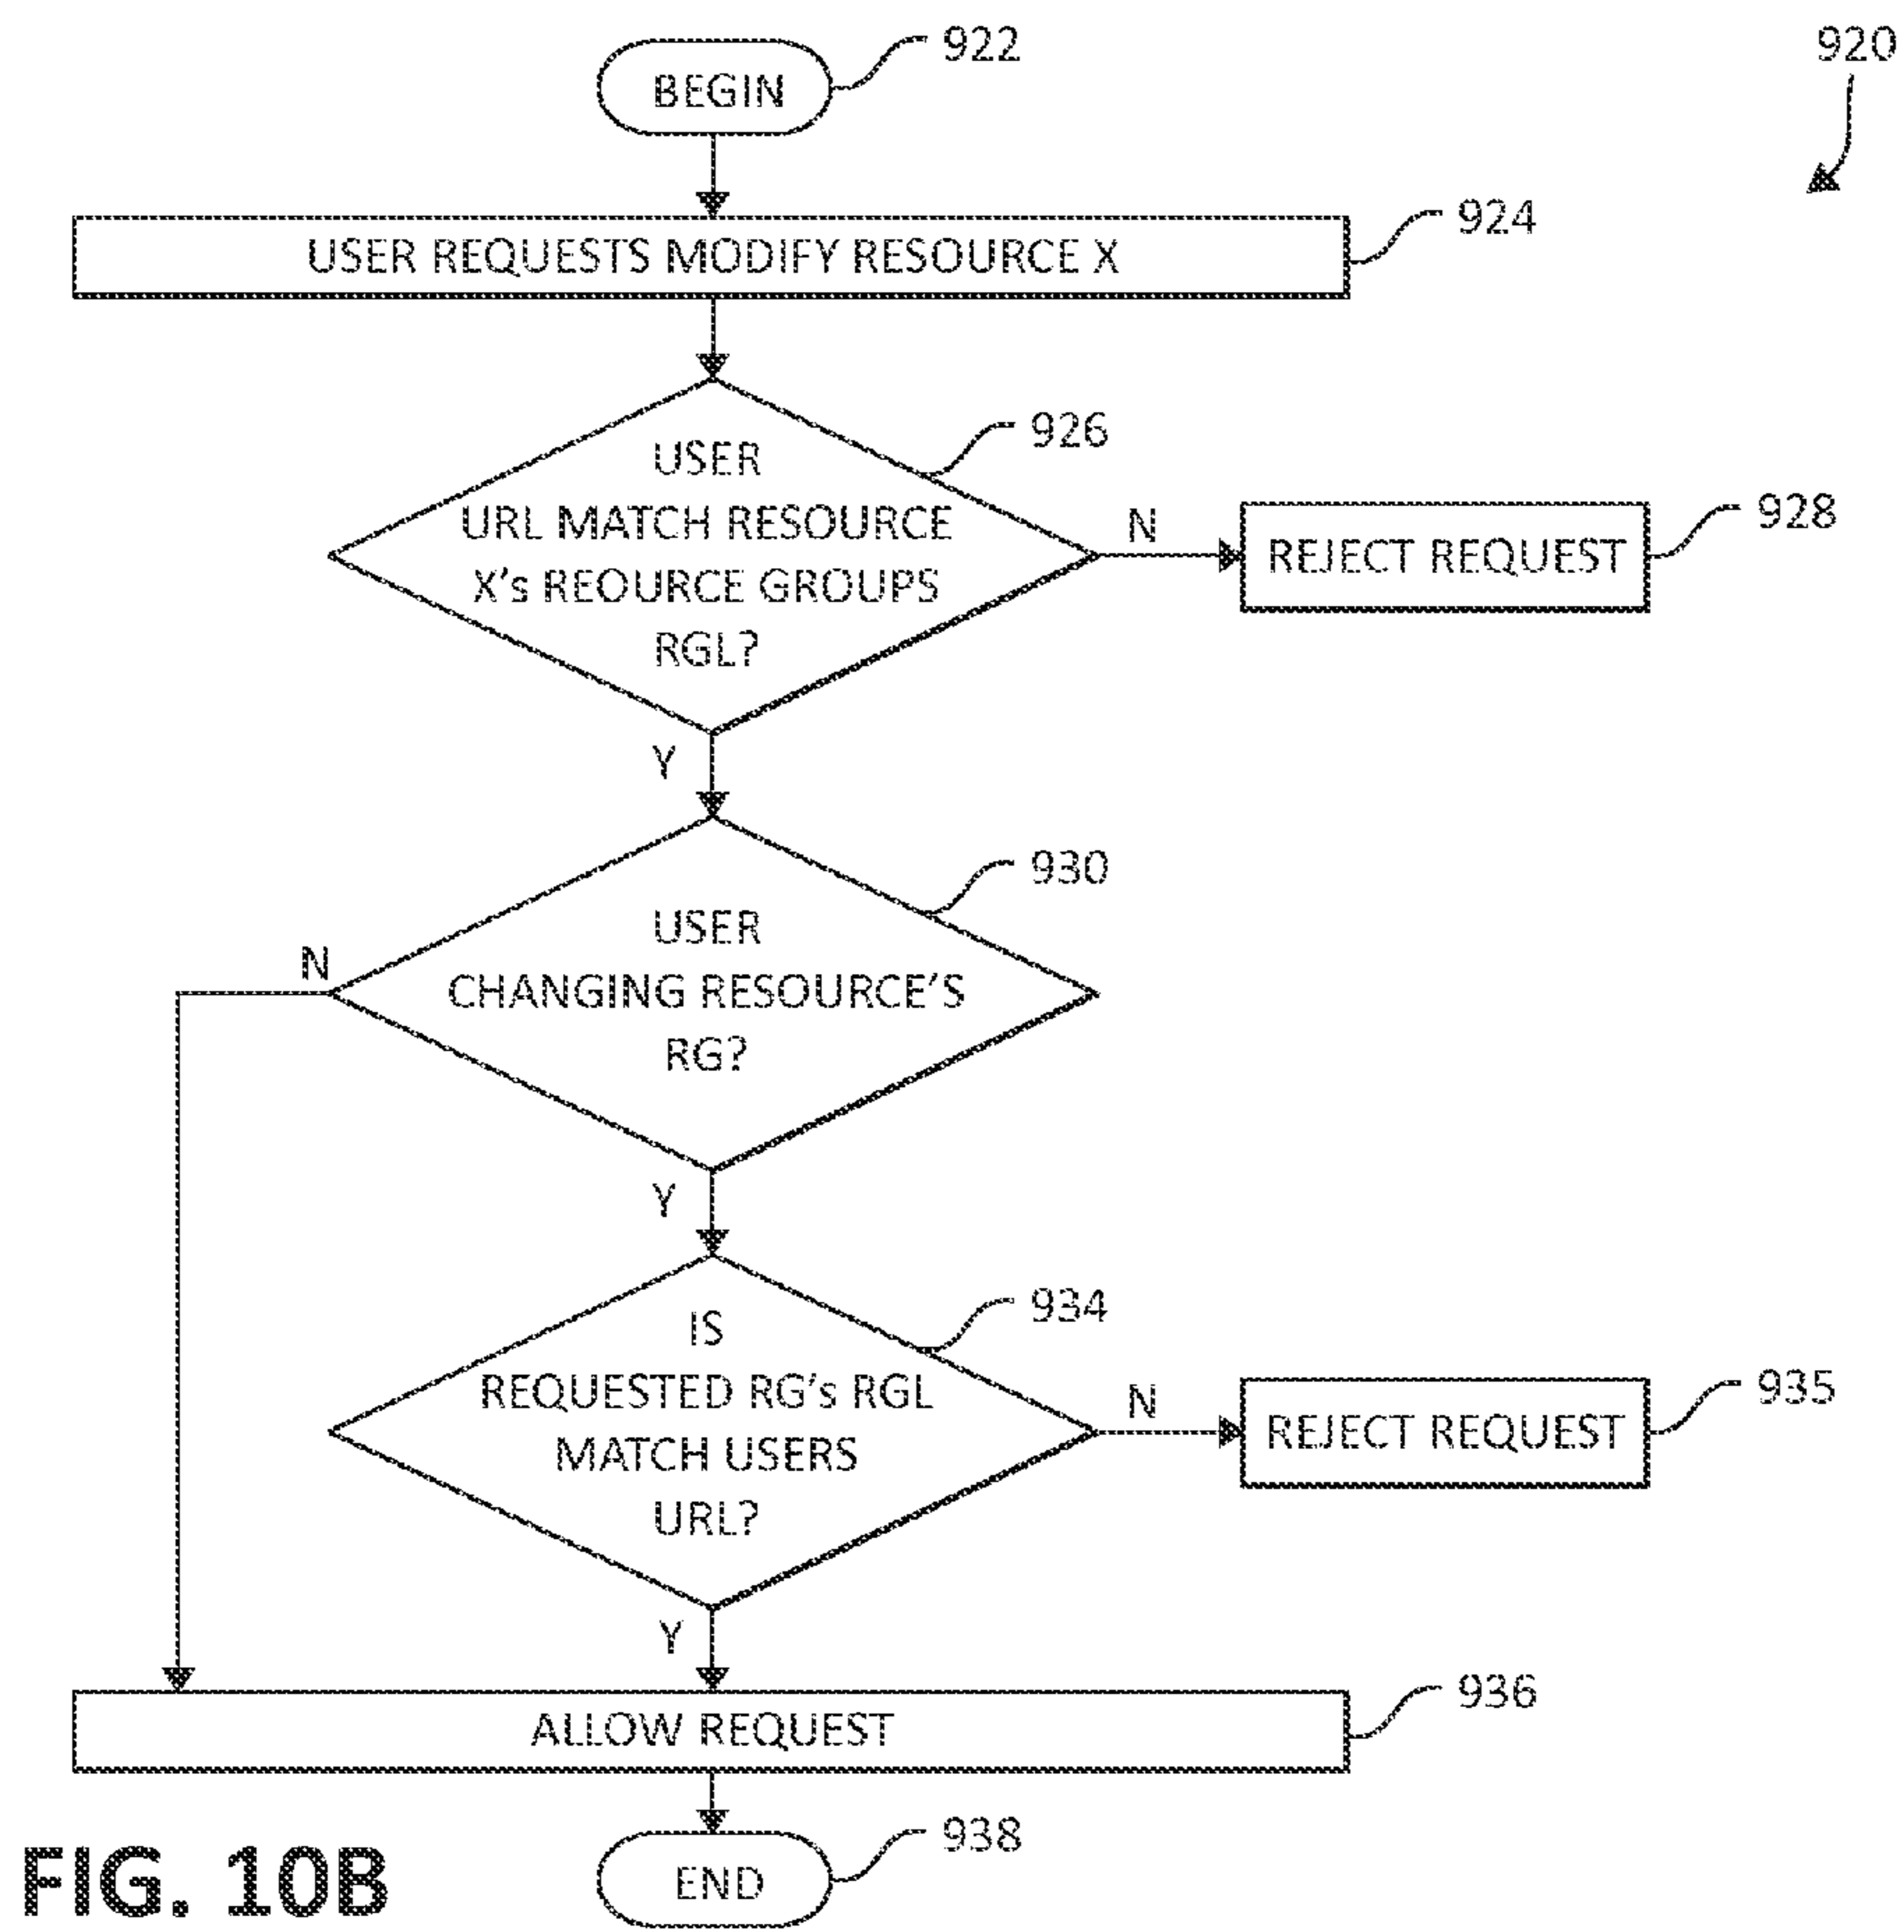 922
920
BEGIN
924
USER REQUESTS MODIFY RESOURCE X
926
USER
URL MATCH RESOURCE
X's REOURCE GROUPS
RGL?
N
928
REJECT REQUEST
Y
930
USER
CHANGING RESOURCE'S
RG?
N
Y
934
IS
REQUESTED RG's RGL
MATCH USERS
URL?
N
935
REJECT REQUEST
Y
936
ALLOW REQUEST
938
END
FIG. 10B